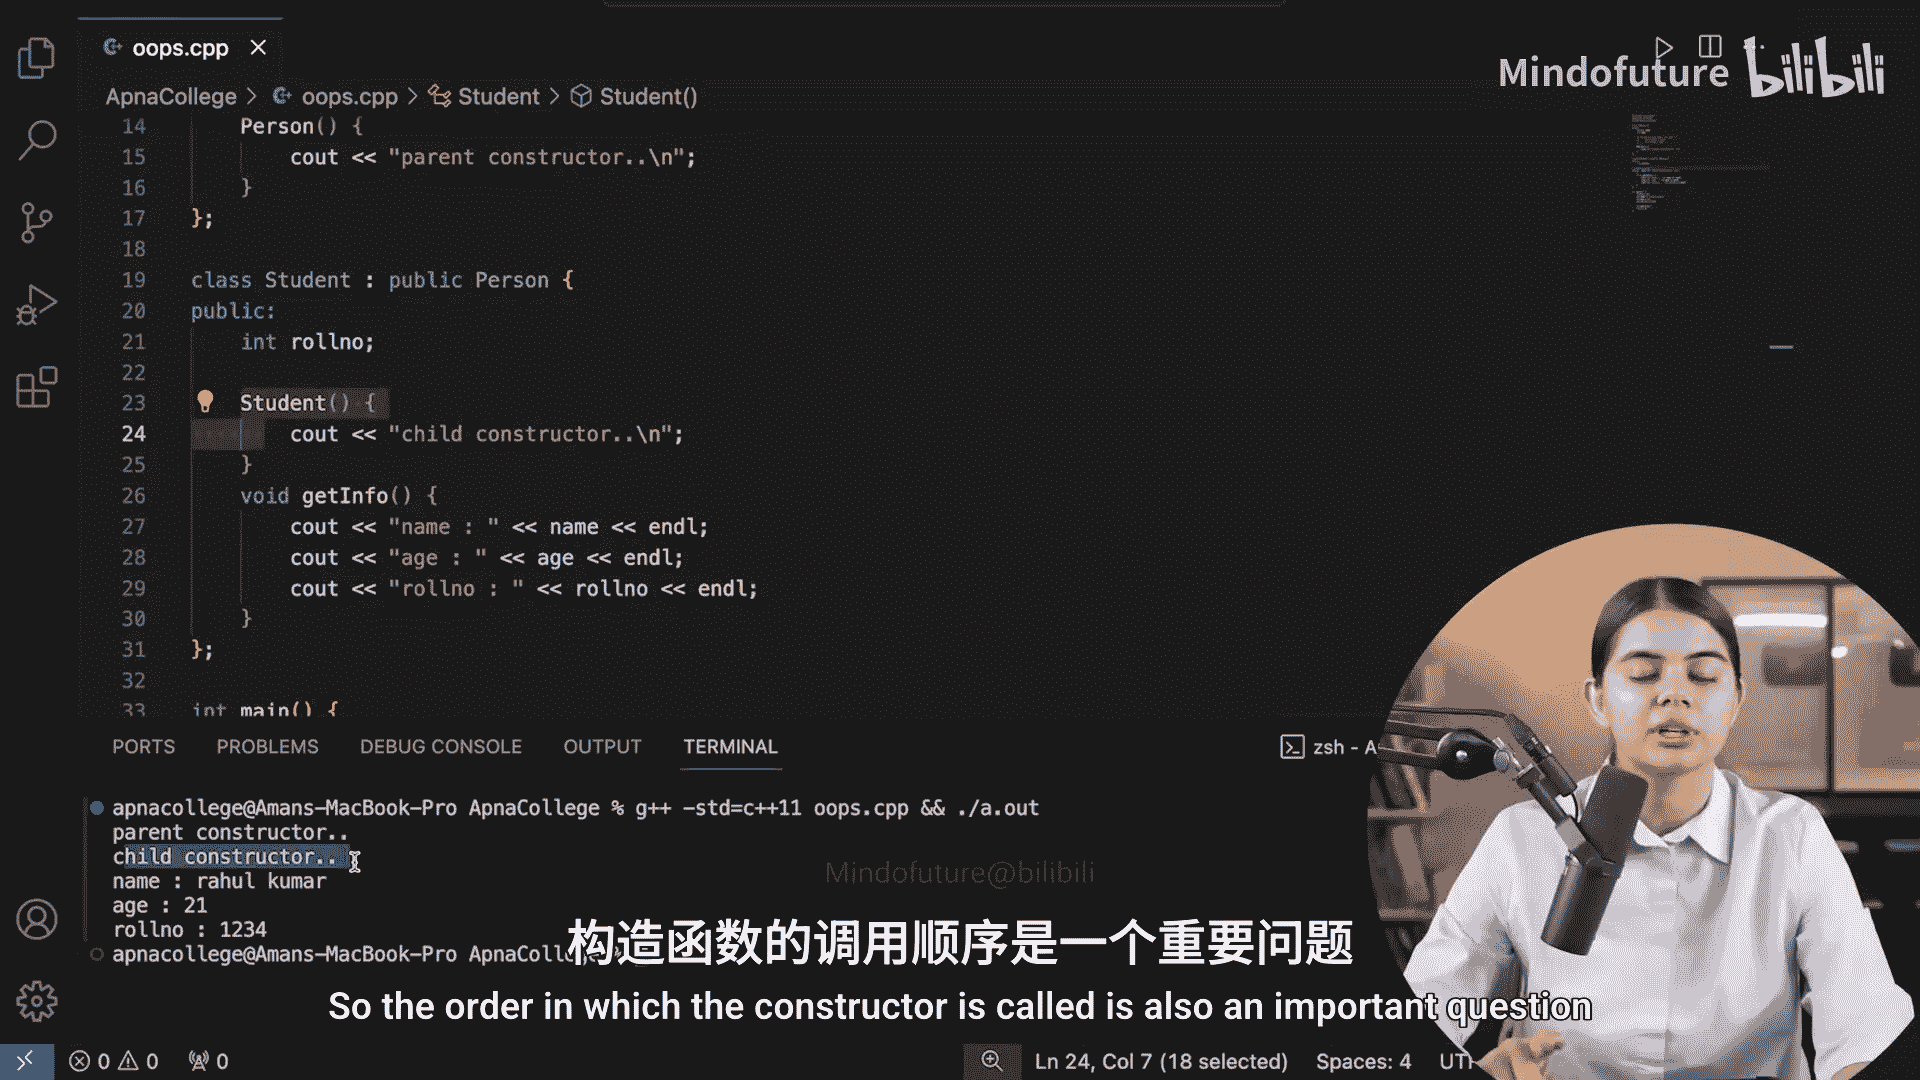 oops.cpp
Mindofuture bilibili
ApnaCollege > oops.cpp > Student > Student()
14 Person() {
15 cout << "parent constructor..\n";
16 }
17 };
18
19 class Student : public Person {
20 public:
21 int rollno;
22
23 Student() {
24 cout << "child constructor..\n";
25 }
26 void getInfo() {
27 cout << "name : " << name << endl;
28 cout << "age : " << age << endl;
29 cout << "rollno : " << rollno << endl;
30 }
31 };
32
33 int main() {
PORTS PROBLEMS DEBUG CONSOLE OUTPUT TERMINAL
zsh - A
apnacollege@Amans-MacBook-Pro ApnaCollege % g++ -std=c++11 oops.cpp && ./a.out
parent constructor..
child constructor..
name : rahul kumar
age : 21
rollno : 1234
apnacollege@Amans-MacBook-Pro ApnaColl
Mindofuture@bilibili
构造函数的调用顺序是一个重要问题
So the order in which the constructor is called is also an important question
0 0 0
Ln 24, Col 7 (18 selected) Spaces: 4 UTF